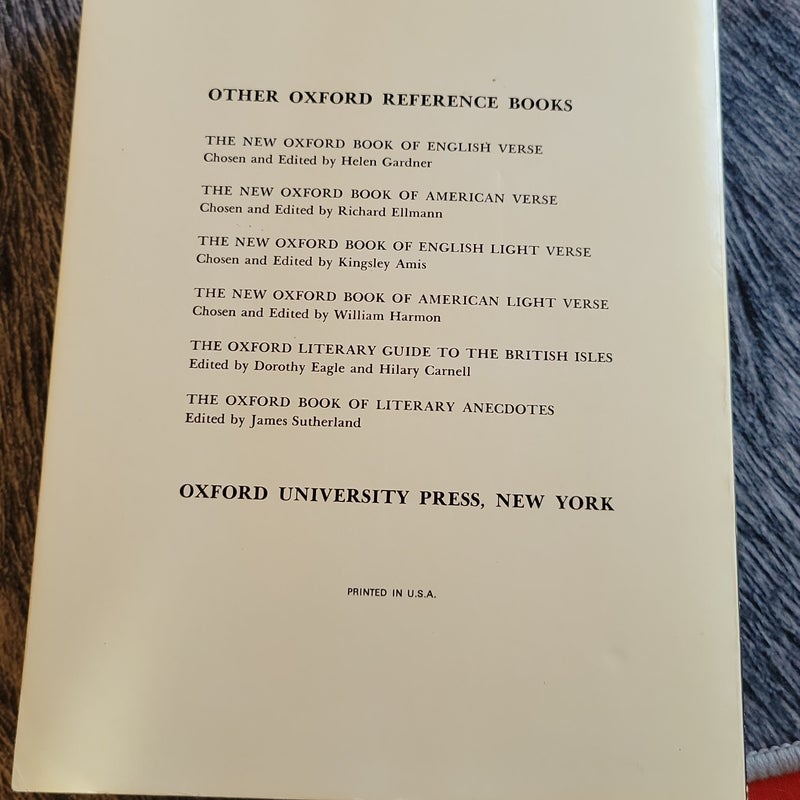 OTHER OXFORD REFERENCE BOOKS
THE NEW OXFORD BOOK OF ENGLISH VERSE
Chosen and Edited by Helen Gardner
THE NEW OXFORD BOOK OF AMERICAN VERSE
Chosen and Edited by Richard Ellmann
THE NEW OXFORD BOOK OF ENGLISH LIGHT VERSE
Chosen and Edited by Kingsley Amis
THE NEW OXFORD BOOK OF AMERICAN LIGHT VERSE
Chosen and Edited by William Harmon
THE OXFORD LITERARY GUIDE TO THE BRITISH ISLES
Edited by Dorothy Eagle and Hilary Carnell
THE OXFORD BOOK OF LITERARY ANECDOTES
Edited by James Sutherland
OXFORD UNIVERSITY PRESS, NEW YORK
PRINTED IN U.S.A.